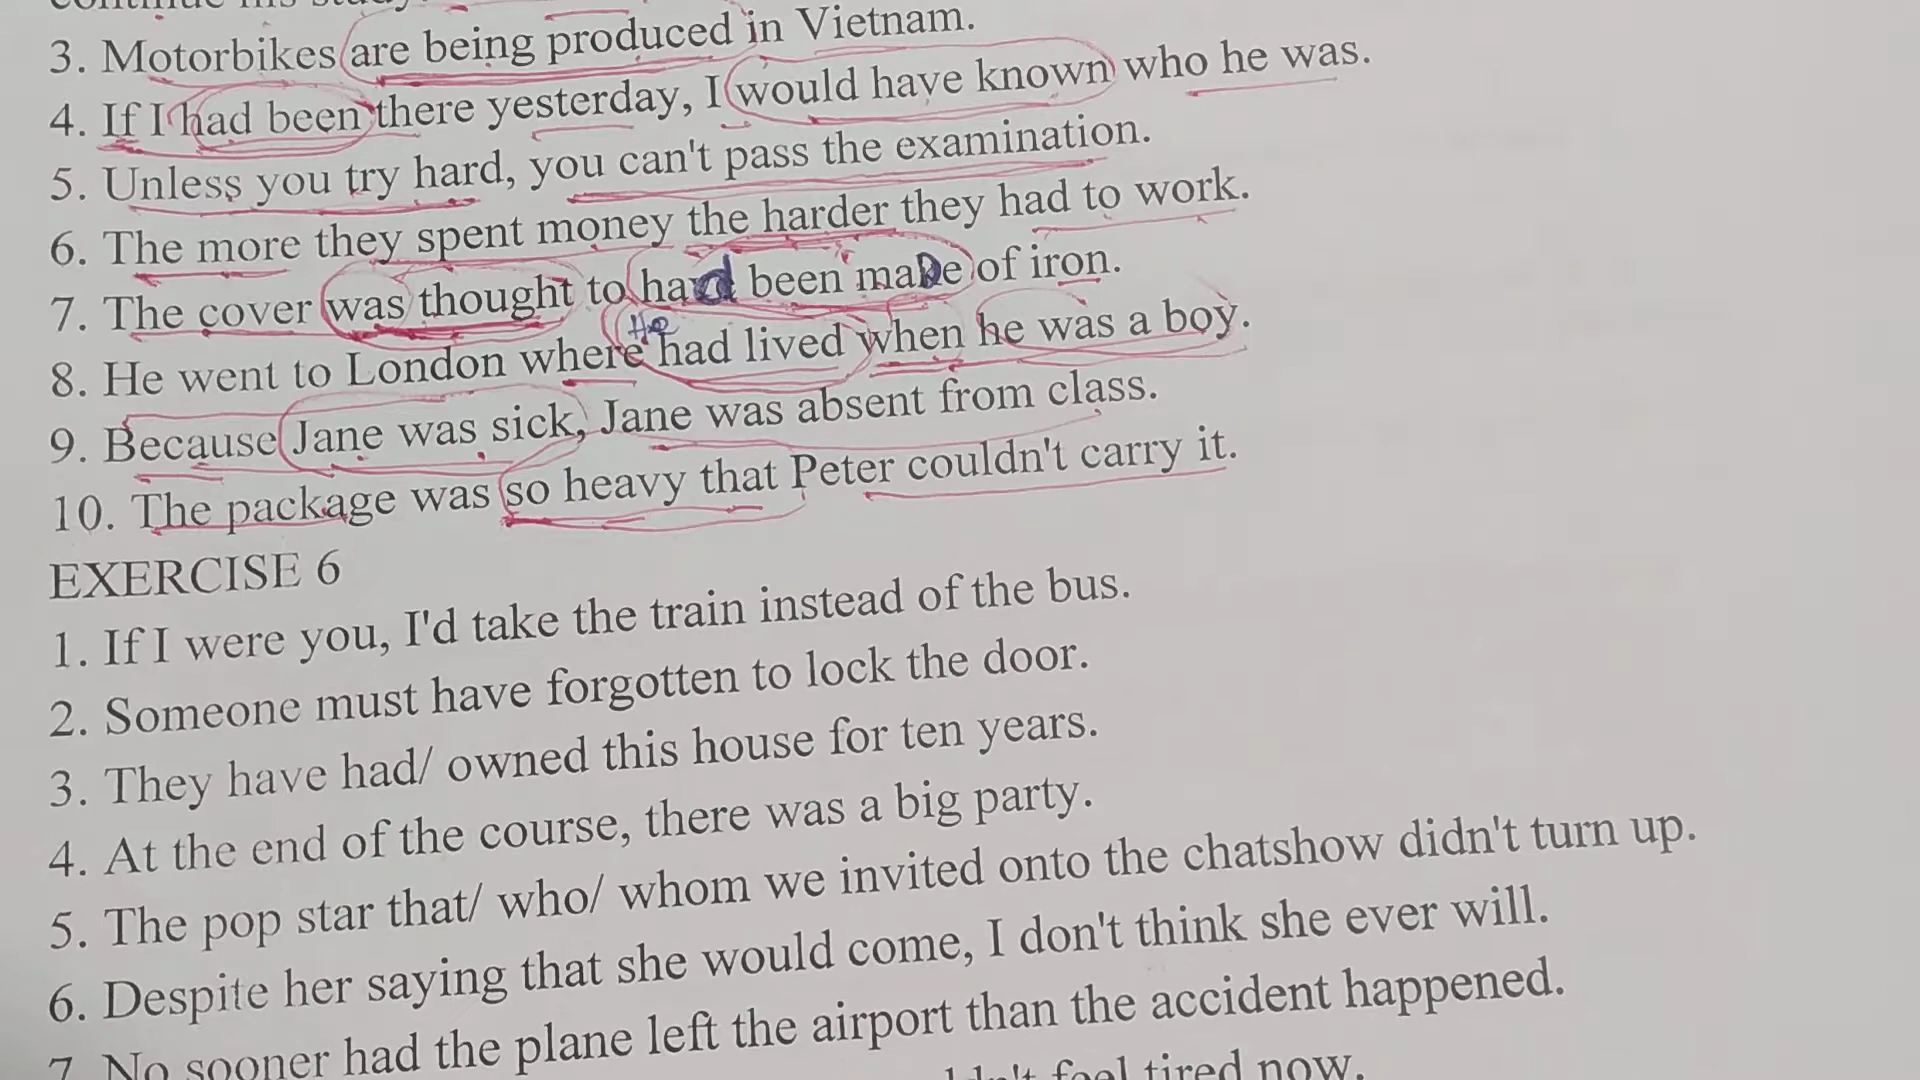 3. Motorbikes are being produced in Vietnam.
4. If I had been there yesterday, I would have known who he was.
5. Unless you try hard, you can't pass the examination.
6. The more they spent money the harder they had to work.
7. The cover was thought to had been maDe of iron.
He
8. He went to London where had lived when he was a boy.
9. Because Jane was sick, Jane was absent from class.
10. The package was so heavy that Peter couldn't carry it.
EXERCISE 6
1. If I were you, I'd take the train instead of the bus.
2. Someone must have forgotten to lock the door.
3. They have had/ owned this house for ten years.
4. At the end of the course, there was a big party.
5. The pop star that/ who/ whom we invited onto the chatshow didn't turn up.
6. Despite her saying that she would come, I don't think she ever will.
7. No sooner had the plane left the airport than the accident happened.
feel tired now.